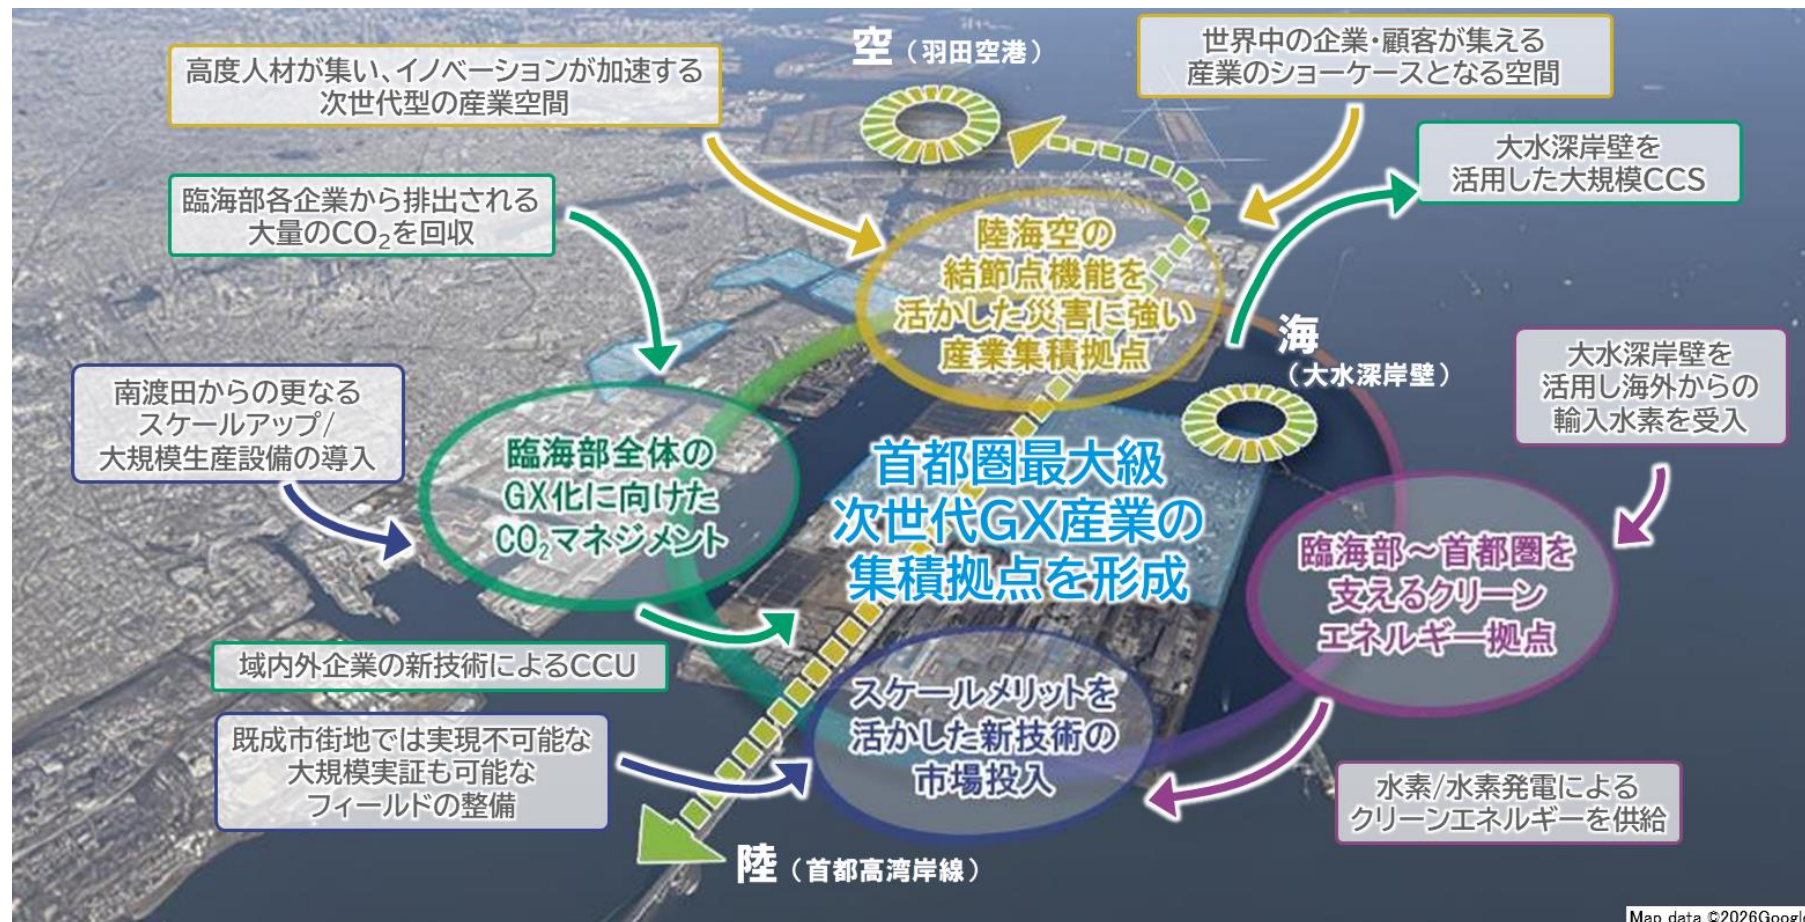 高度人材が集い、イノベーションが加速する
次世代型の産業空間
空（羽田空港）
世界中の企業・顧客が集える
産業のショーケースとなる空間
大水深岸壁を
活用した大規模CCS
臨海部各企業から排出される
大量のCO₂を回収
陸海空の
結節点機能を
活かした災害に強い
産業集積拠点
海
（大水深岸壁）
大水深岸壁を
活用し海外からの
輸入水素を受入
南渡田からの更なる
スケールアップ/
大規模生産設備の導入
臨海部全体の
GX化に向けた
CO₂マネジメント
首都圏最大級
次世代GX産業の
集積拠点を形成
臨海部～首都圏を
支えるクリーン
エネルギー拠点
域内外企業の新技術によるCCU
スケールメリットを
活かした新技術の
市場投入
既成市街地では実現不可能な
大規模実証も可能な
フィールドの整備
水素/水素発電による
クリーンエネルギーを供給
陸（首都高湾岸線）
Map data ©2026Google